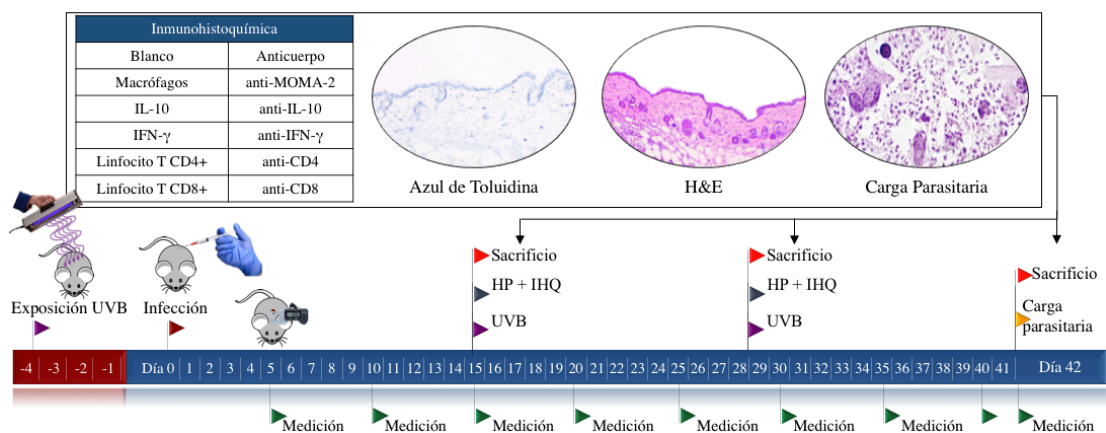 Inmunohistoquímica
Blanco Anticuerpo
Macrófagos anti-MOMA-2
IL-10 anti-IL-10
IFN-γ anti-IFN-γ
Linfocito T CD4+ anti-CD4
Linfocito T CD8+ anti-CD8
Azul de Toluidina
H&E
Carga Parasitaria
Exposición UVB
Infección
Sacrificio
HP + IHQ
UVB
Sacrificio
HP + IHQ
UVB
Sacrificio
Carga
parasitaria
-4 -3 -2 -1 Día 0 1 2 3 4 5 6 7 8 9 10 11 12 13 14 15 16 17 18 19 20 21 22 23 24 25 26 27 28 29 30 31 32 33 34 35 36 37 38 39 40 41 Día 42
Medición Medición Medición Medición Medición Medición Medición Medición